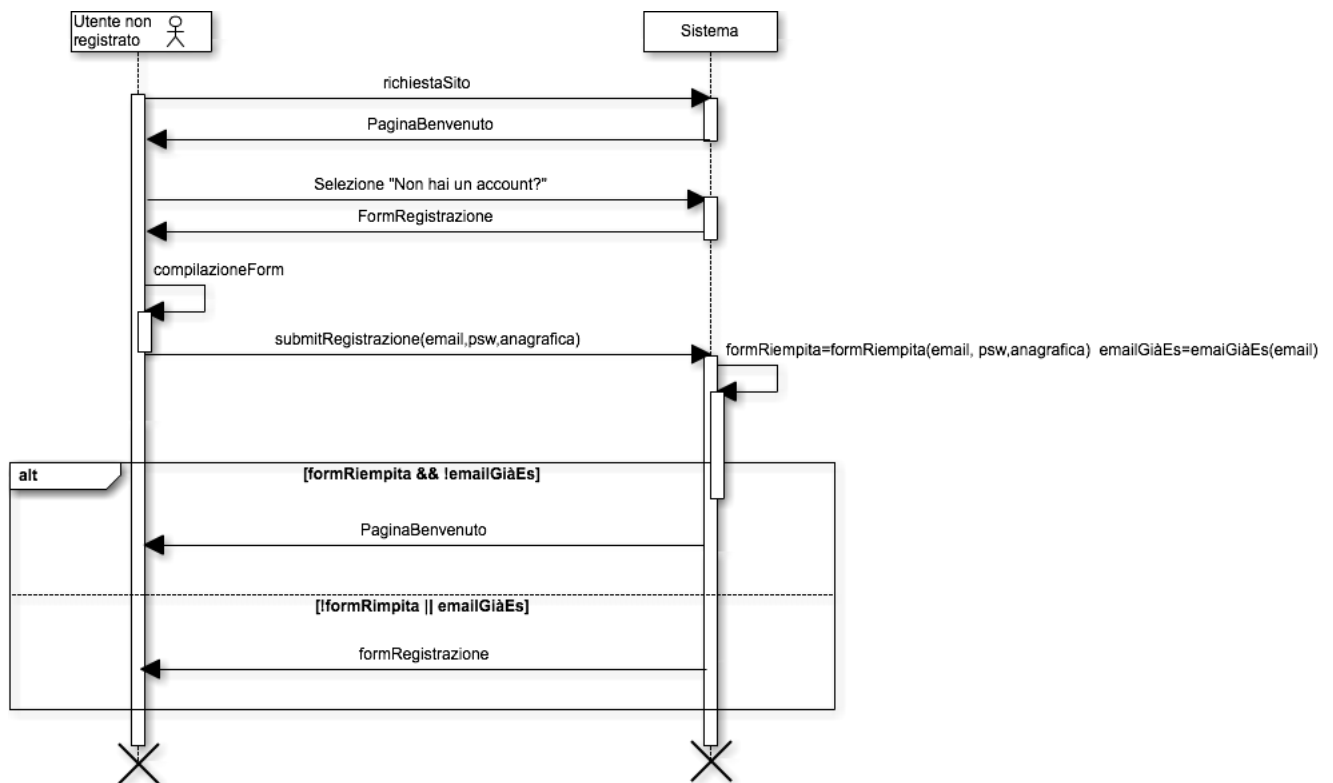 Utente non
registrato
Sistema
richiestaSito
PaginaBenvenuto
Selezione "Non hai un account?"
FormRegistrazione
compilazioneForm
submitRegistrazione(email,psw,anagrafica)
formRiempita=formRiempita(email, psw,anagrafica) emailGiàEs=emaiGiàEs(email)
alt
[formRiempita && !emailGiàEs]
PaginaBenvenuto
[!formRimpita || emailGiàEs]
formRegistrazione